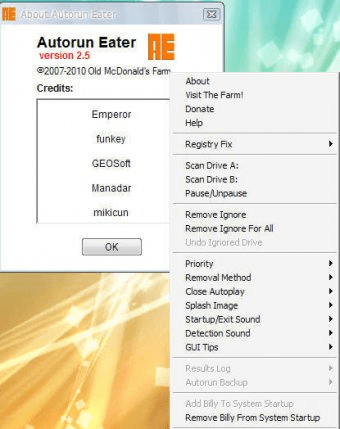 About Autorun Eater
Autorun Eater
version 2.5
AE
©2007-2010 Old McDonald's Farm
Credits:
Emperor
funkey
GEOSoft
Manadar
mikicun
OK
About
Visit The Farm!
Donate
Help
Registry Fix
Scan Drive A:
Scan Drive B:
Pause/Unpause
Remove Ignore
Remove Ignore For All
Undo Ignored Drive
Priority
Removal Method
Close Autoplay
Splash Image
Startup/Exit Sound
Detection Sound
GUI Tips
Results Log
Autorun Backup
Add Billy To System Startup
Remove Billy From System Startup